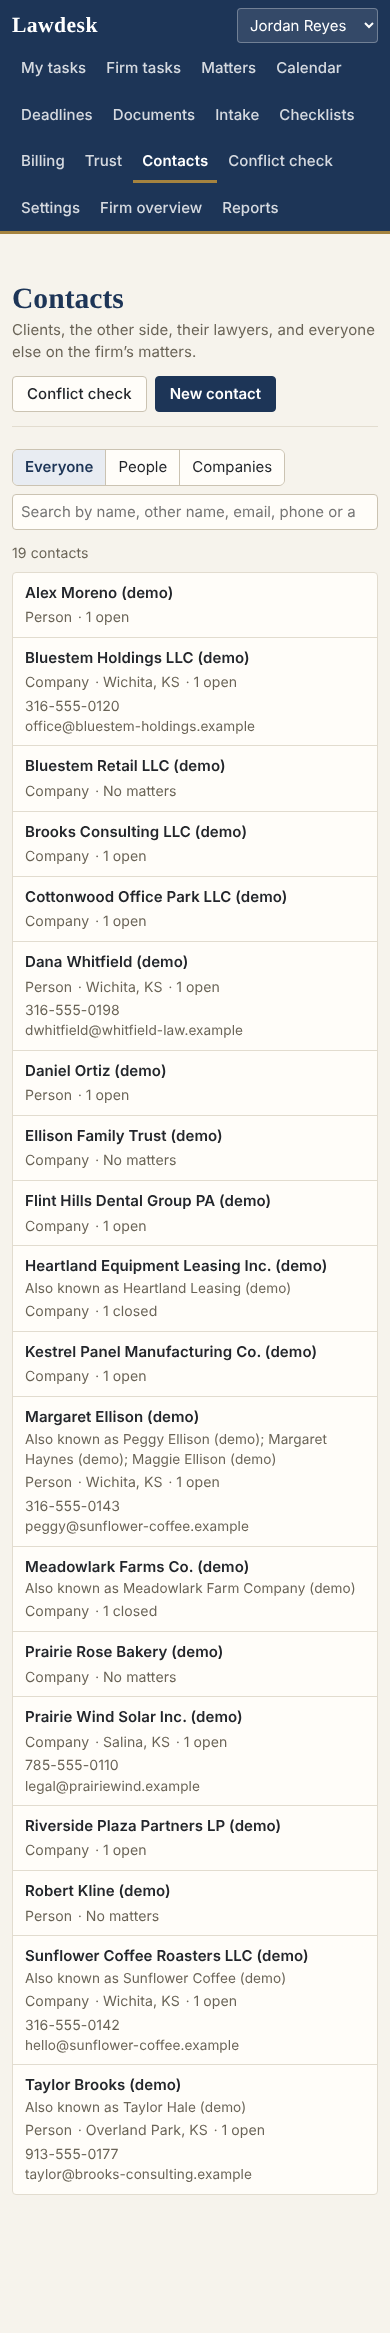 Lawdesk
Jordan Reyes
My tasks Firm tasks Matters Calendar
Deadlines Documents Intake Checklists
Billing Trust Contacts Conflict check
Settings Firm overview Reports
Contacts
Clients, the other side, their lawyers, and everyone
else on the firm’s matters.
Conflict check New contact
Everyone People Companies
Search by name, other name, email, phone or a
19 contacts
Alex Moreno (demo)
Person · 1 open
Bluestem Holdings LLC (demo)
Company · Wichita, KS · 1 open
316-555-0120
office@bluestem-holdings.example
Bluestem Retail LLC (demo)
Company · No matters
Brooks Consulting LLC (demo)
Company · 1 open
Cottonwood Office Park LLC (demo)
Company · 1 open
Dana Whitfield (demo)
Person · Wichita, KS · 1 open
316-555-0198
dwhitfield@whitfield-law.example
Daniel Ortiz (demo)
Person · 1 open
Ellison Family Trust (demo)
Company · No matters
Flint Hills Dental Group PA (demo)
Company · 1 open
Heartland Equipment Leasing Inc. (demo)
Also known as Heartland Leasing (demo)
Company · 1 closed
Kestrel Panel Manufacturing Co. (demo)
Company · 1 open
Margaret Ellison (demo)
Also known as Peggy Ellison (demo); Margaret
Haynes (demo); Maggie Ellison (demo)
Person · Wichita, KS · 1 open
316-555-0143
peggy@sunflower-coffee.example
Meadowlark Farms Co. (demo)
Also known as Meadowlark Farm Company (demo)
Company · 1 closed
Prairie Rose Bakery (demo)
Company · No matters
Prairie Wind Solar Inc. (demo)
Company · Salina, KS · 1 open
785-555-0110
legal@prairiewind.example
Riverside Plaza Partners LP (demo)
Company · 1 open
Robert Kline (demo)
Person · No matters
Sunflower Coffee Roasters LLC (demo)
Also known as Sunflower Coffee (demo)
Company · Wichita, KS · 1 open
316-555-0142
hello@sunflower-coffee.example
Taylor Brooks (demo)
Also known as Taylor Hale (demo)
Person · Overland Park, KS · 1 open
913-555-0177
taylor@brooks-consulting.example